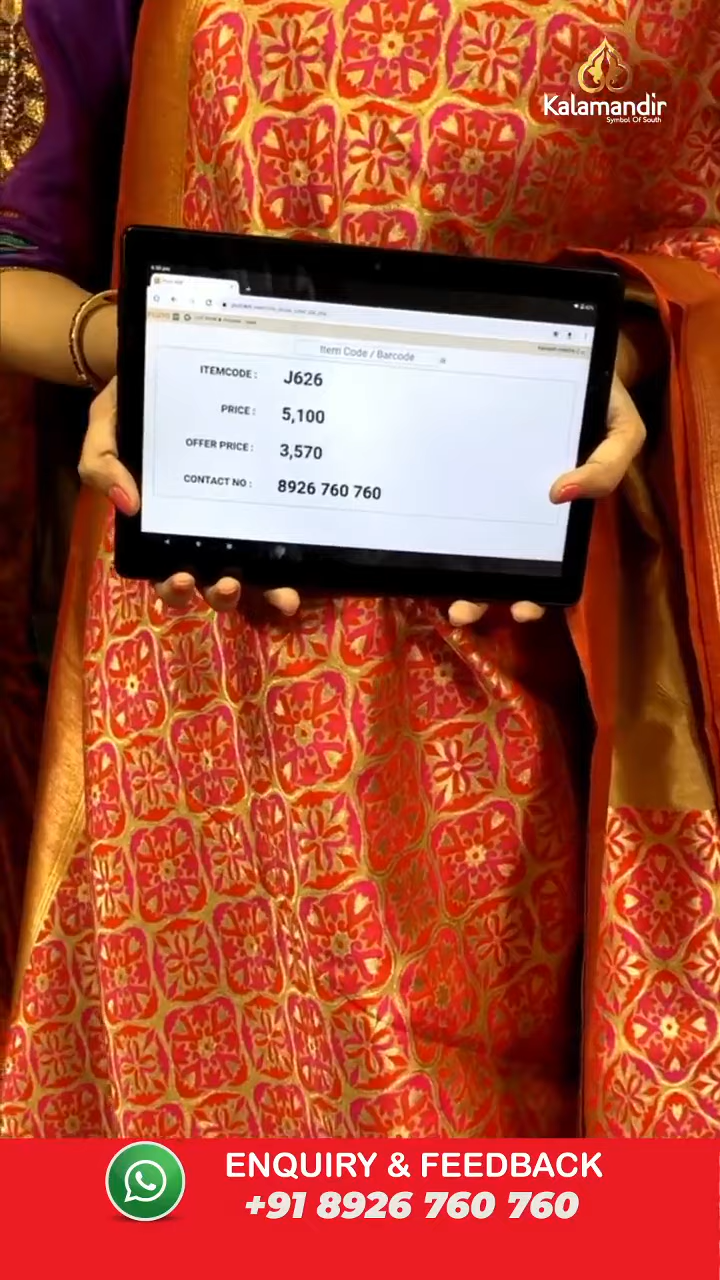 Kalamandir
Symbol Of South
Item Code / Barcode
ITEMCODE : J626
PRICE : 5,100
OFFER PRICE : 3,570
CONTACT NO : 8926 760 760
ENQUIRY & FEEDBACK
+91 8926 760 760